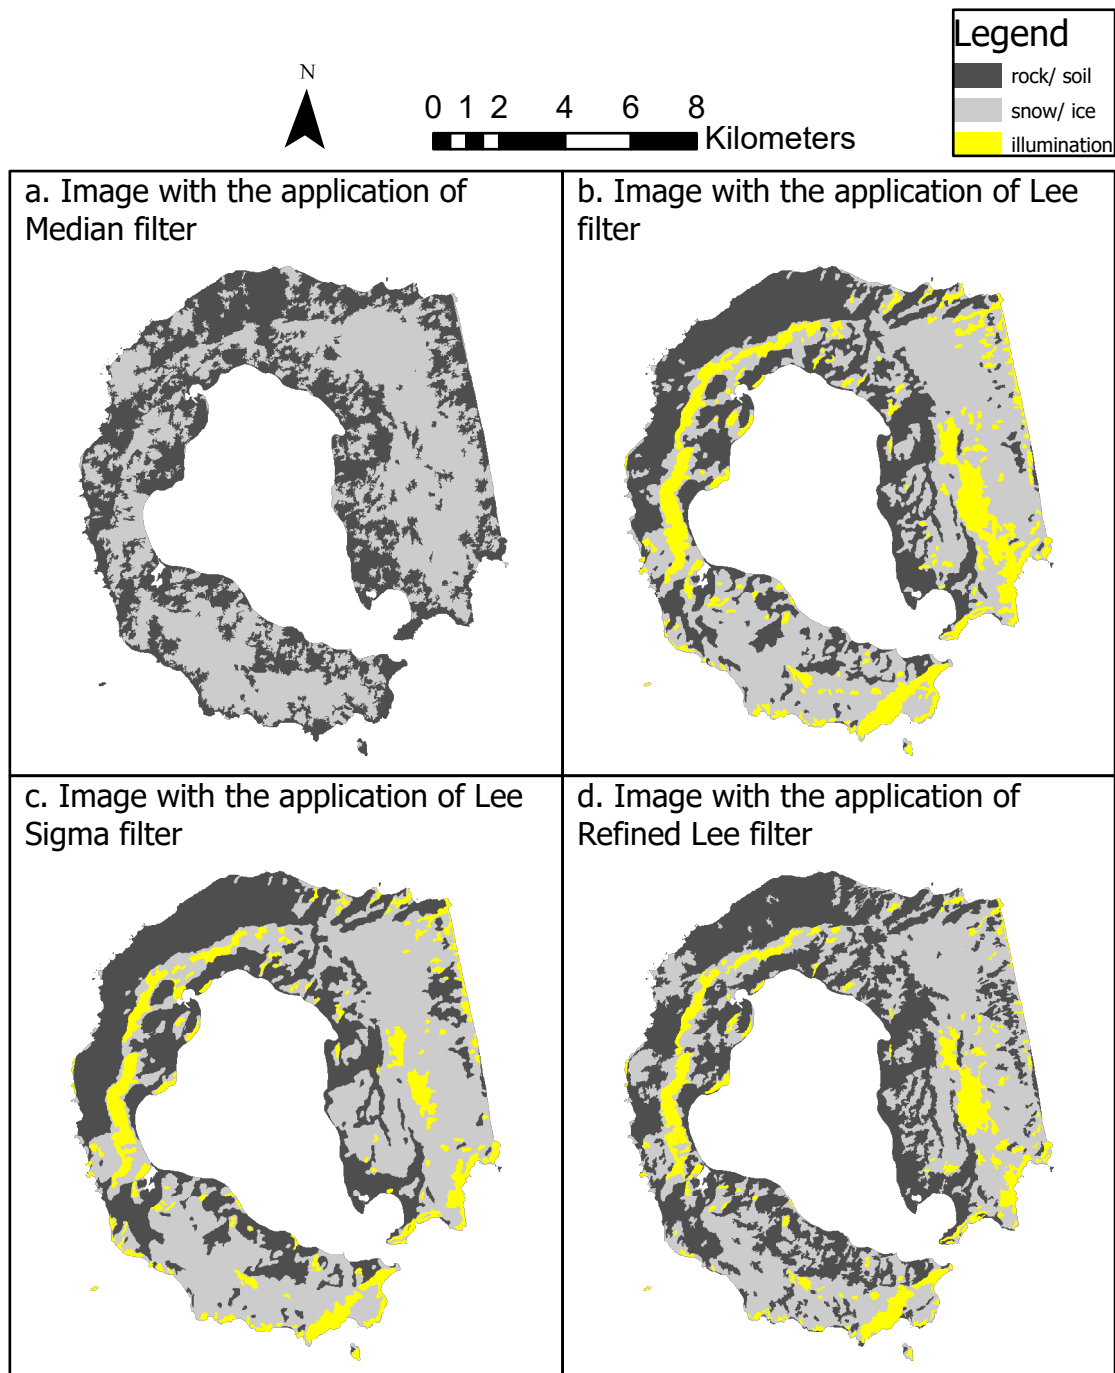 Legend
rock/ soil
snow/ ice
illumination
N
0 1 2 4 6 8
Kilometers
a. Image with the application of
Median filter
b. Image with the application of Lee
filter
c. Image with the application of Lee
Sigma filter
d. Image with the application of
Refined Lee filter